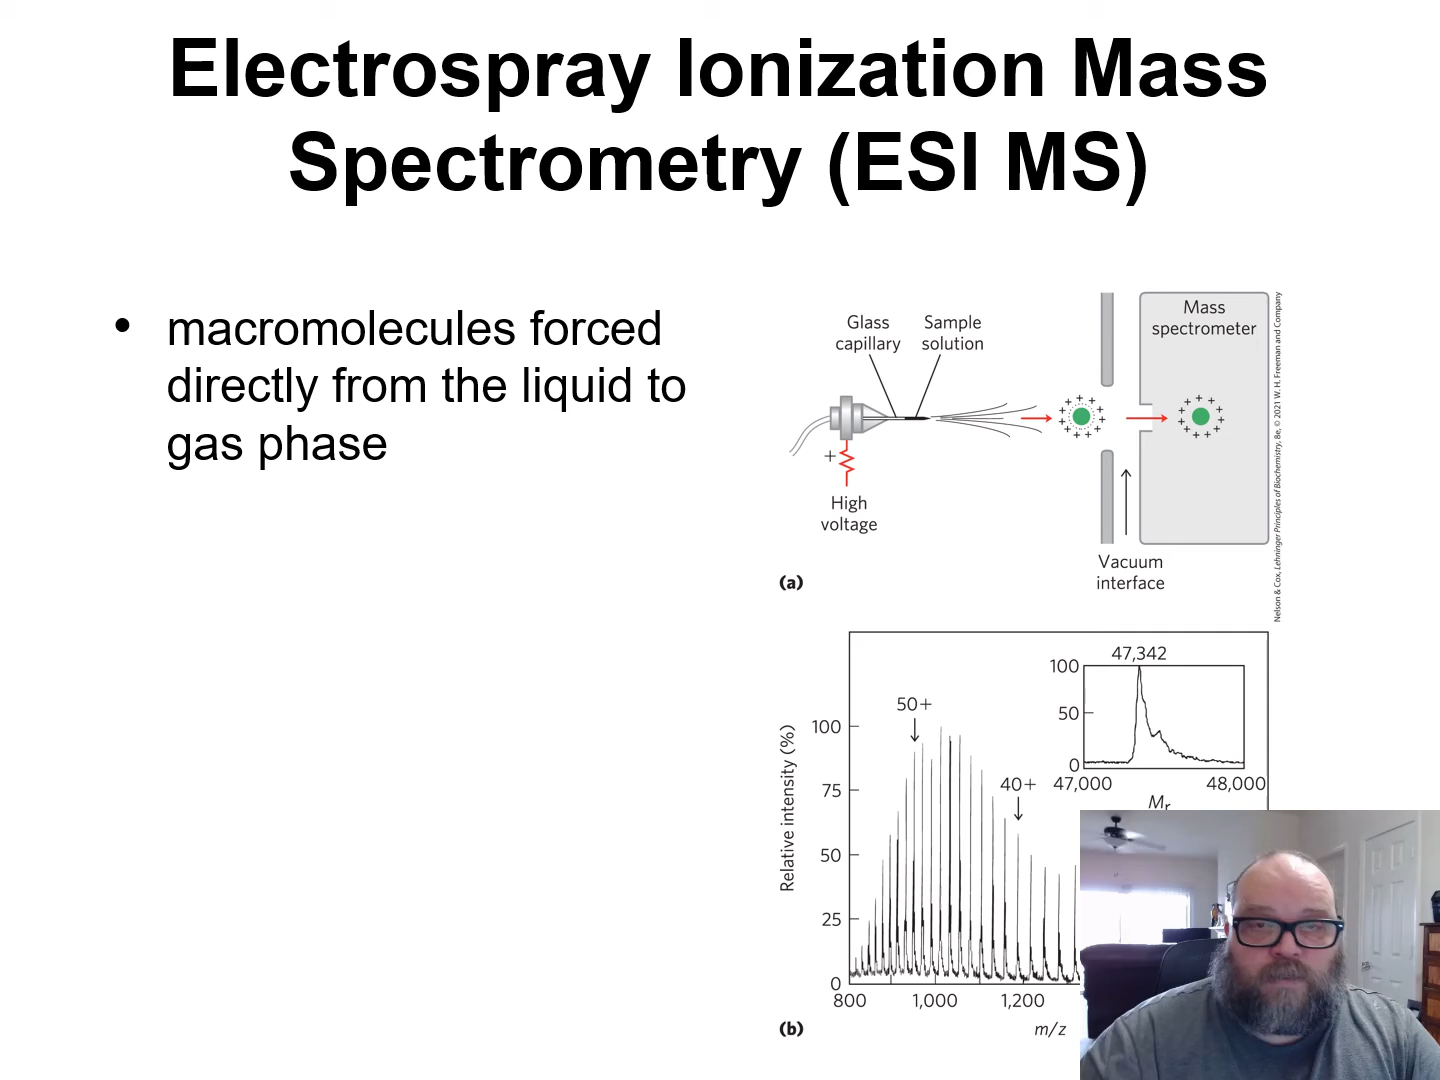 Electrospray Ionization Mass
Spectrometry (ESI MS)
• macromolecules forced
directly from the liquid to
gas phase
Glass
capillary
Sample
solution
Mass
spectrometer
+
High
voltage
Vacuum
interface
(a)
Nelson & Cox, Lehninger Principles of Biochemistry, 8e, © 2021 W. H. Freeman and Company
47,342
100
50
0
47,000
48,000
Mr
50+
40+
Relative intensity (%)
100
75
50
25
0
800
1,000
1,200
m/z
(b)